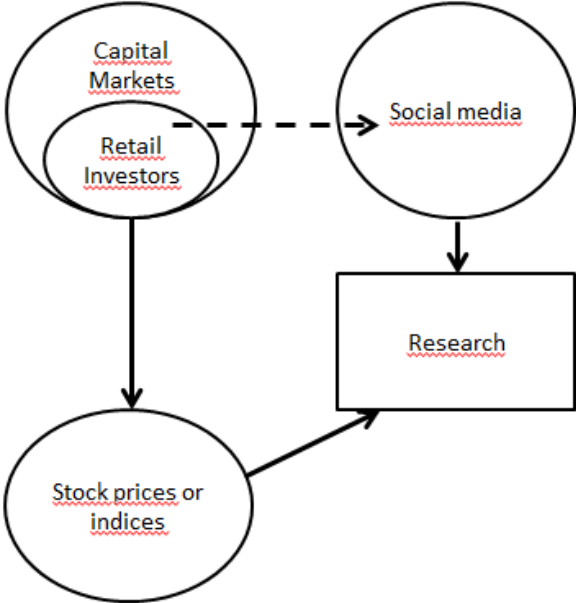 Capital
Markets
Retail
Investors
Social media
Research
Stock prices or
indices